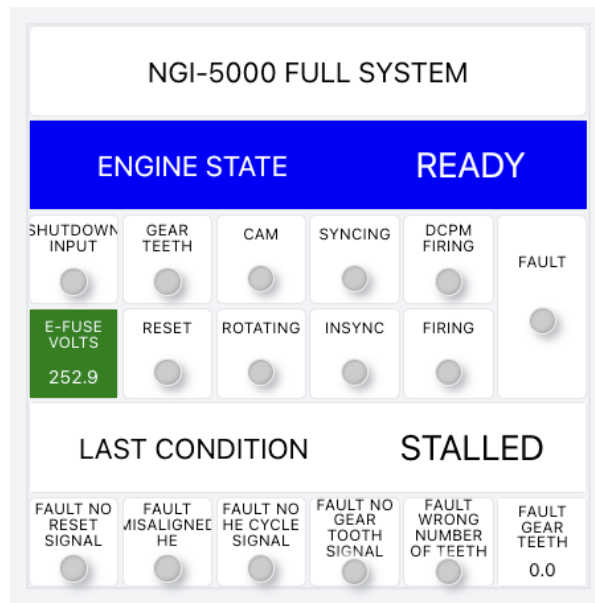 NGI-5000 FULL SYSTEM
ENGINE STATE READY
SHUTDOWN INPUT
GEAR TEETH
CAM
SYNCING
DCPM FIRING
FAULT
E-FUSE VOLTS
252.9
RESET
ROTATING
INSYNC
FIRING
LAST CONDITION STALLED
FAULT NO RESET SIGNAL
FAULT MISALIGNED HE
FAULT NO HE CYCLE SIGNAL
FAULT NO GEAR TOOTH SIGNAL
FAULT WRONG NUMBER OF TEETH
FAULT GEAR TEETH
0.0